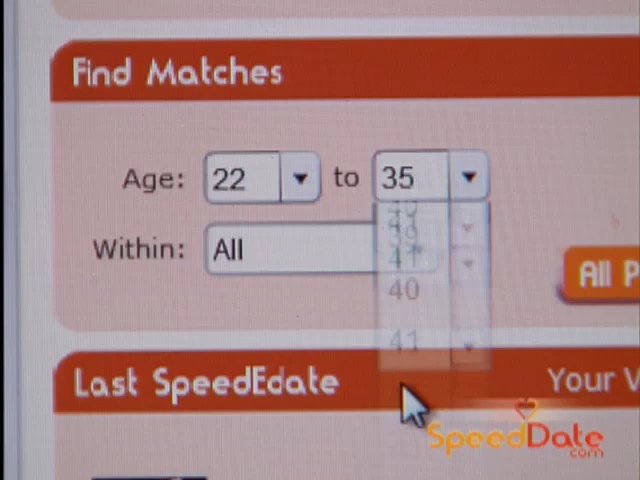 Find Matches
Age: 22 to 35
Within: All
40
41
All P
Last SpeedEdate Your V
SpeedDate
.com